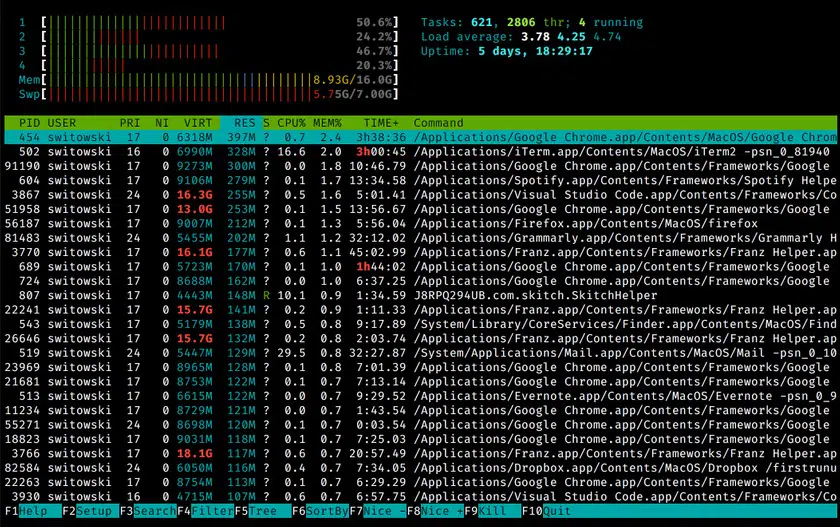 1 [ 50.6%] Tasks: 621, 2806 thr; 4 running
2 [ 24.2%] Load average: 3.78 4.25 4.74
3 [ 46.7%] Uptime: 5 days, 18:29:17
4 [ 20.3%]
Mem[ 8.93G/16.0G]
Swp[ 5.75G/7.00G]
PID USER PRI NI VIRT RES S CPU% MEM% TIME+ Command
454 switowski 17 0 6318M 397M ? 0.7 2.4 3h38:36 /Applications/Google Chrome.app/Contents/MacOS/Google Chrom
502 switowski 16 0 6990M 328M ? 16.6 2.0 3h00:45 /Applications/iTerm.app/Contents/MacOS/iTerm2 -psn_0_81940
91190 switowski 17 0 9273M 300M ? 0.0 1.8 10:46.79 /Applications/Google Chrome.app/Contents/Frameworks/Google
604 switowski 17 0 9106M 279M ? 0.1 1.7 13:34.58 /Applications/Spotify.app/Contents/Frameworks/Spotify Helpe
3867 switowski 24 0 16.3G 255M ? 0.5 1.6 5:01.41 /Applications/Visual Studio Code.app/Contents/Frameworks/Co
51958 switowski 17 0 13.0G 253M ? 0.1 1.5 13:56.67 /Applications/Google Chrome.app/Contents/Frameworks/Google
56187 switowski 17 0 9007M 212M ? 0.1 1.3 5:56.04 /Applications/Firefox.app/Contents/MacOS/firefox
81483 switowski 24 0 5455M 202M ? 1.1 1.2 32:12.02 /Applications/Grammarly.app/Contents/Frameworks/Grammarly H
3770 switowski 17 0 16.1G 177M ? 0.6 1.1 45:02.99 /Applications/Franz.app/Contents/Frameworks/Franz Helper.ap
689 switowski 17 0 5723M 170M ? 0.1 1.0 1h44:02 /Applications/Google Chrome.app/Contents/Frameworks/Google
724 switowski 17 0 8688M 162M ? 0.0 1.0 6:37.25 /Applications/Google Chrome.app/Contents/Frameworks/Google
807 switowski 17 0 4443M 148M R 10.1 0.9 1:34.59 J8RPQ294UB.com.skitch.SkitchHelper
22241 switowski 17 0 15.7G 141M ? 0.2 0.9 1:11.33 /Applications/Franz.app/Contents/Frameworks/Franz Helper.ap
543 switowski 17 0 5179M 138M ? 0.5 0.8 9:17.89 /System/Library/CoreServices/Finder.app/Contents/MacOS/Find
26646 switowski 17 0 15.7G 132M ? 0.2 0.8 2:03.74 /Applications/Franz.app/Contents/Frameworks/Franz Helper.ap
519 switowski 24 0 5447M 129M ? 29.5 0.8 32:27.87 /System/Applications/Mail.app/Contents/MacOS/Mail -psn_0_10
23969 switowski 17 0 8965M 128M ? 0.1 0.8 7:01.39 /Applications/Google Chrome.app/Contents/Frameworks/Google
21681 switowski 17 0 8753M 122M ? 0.1 0.7 7:13.14 /Applications/Google Chrome.app/Contents/Frameworks/Google
513 switowski 17 0 6615M 122M ? 0.0 0.7 9:29.52 /Applications/Evernote.app/Contents/MacOS/Evernote -psn_0_9
11234 switowski 17 0 8729M 121M ? 0.0 0.7 1:43.54 /Applications/Google Chrome.app/Contents/Frameworks/Google
55271 switowski 24 0 8698M 120M ? 0.1 0.7 0:03.54 /Applications/Google Chrome.app/Contents/Frameworks/Google
18823 switowski 17 0 9031M 118M ? 0.1 0.7 7:25.03 /Applications/Google Chrome.app/Contents/Frameworks/Google
3766 switowski 17 0 18.1G 117M ? 0.6 0.7 20:57.49 /Applications/Franz.app/Contents/Frameworks/Franz Helper.ap
82584 switowski 24 0 6050M 116M ? 0.4 0.7 7:34.05 /Applications/Dropbox.app/Contents/MacOS/Dropbox /firstrunu
22263 switowski 17 0 8754M 113M ? 0.1 0.7 6:29.29 /Applications/Google Chrome.app/Contents/Frameworks/Google
3930 switowski 16 0 4715M 107M ? 0.6 0.7 6:57.75 /Applications/Visual Studio Code.app/Contents/Frameworks/Co
F1Help F2Setup F3SearchF4FilterF5Tree F6SortByF7Nice -F8Nice +F9Kill F10Quit